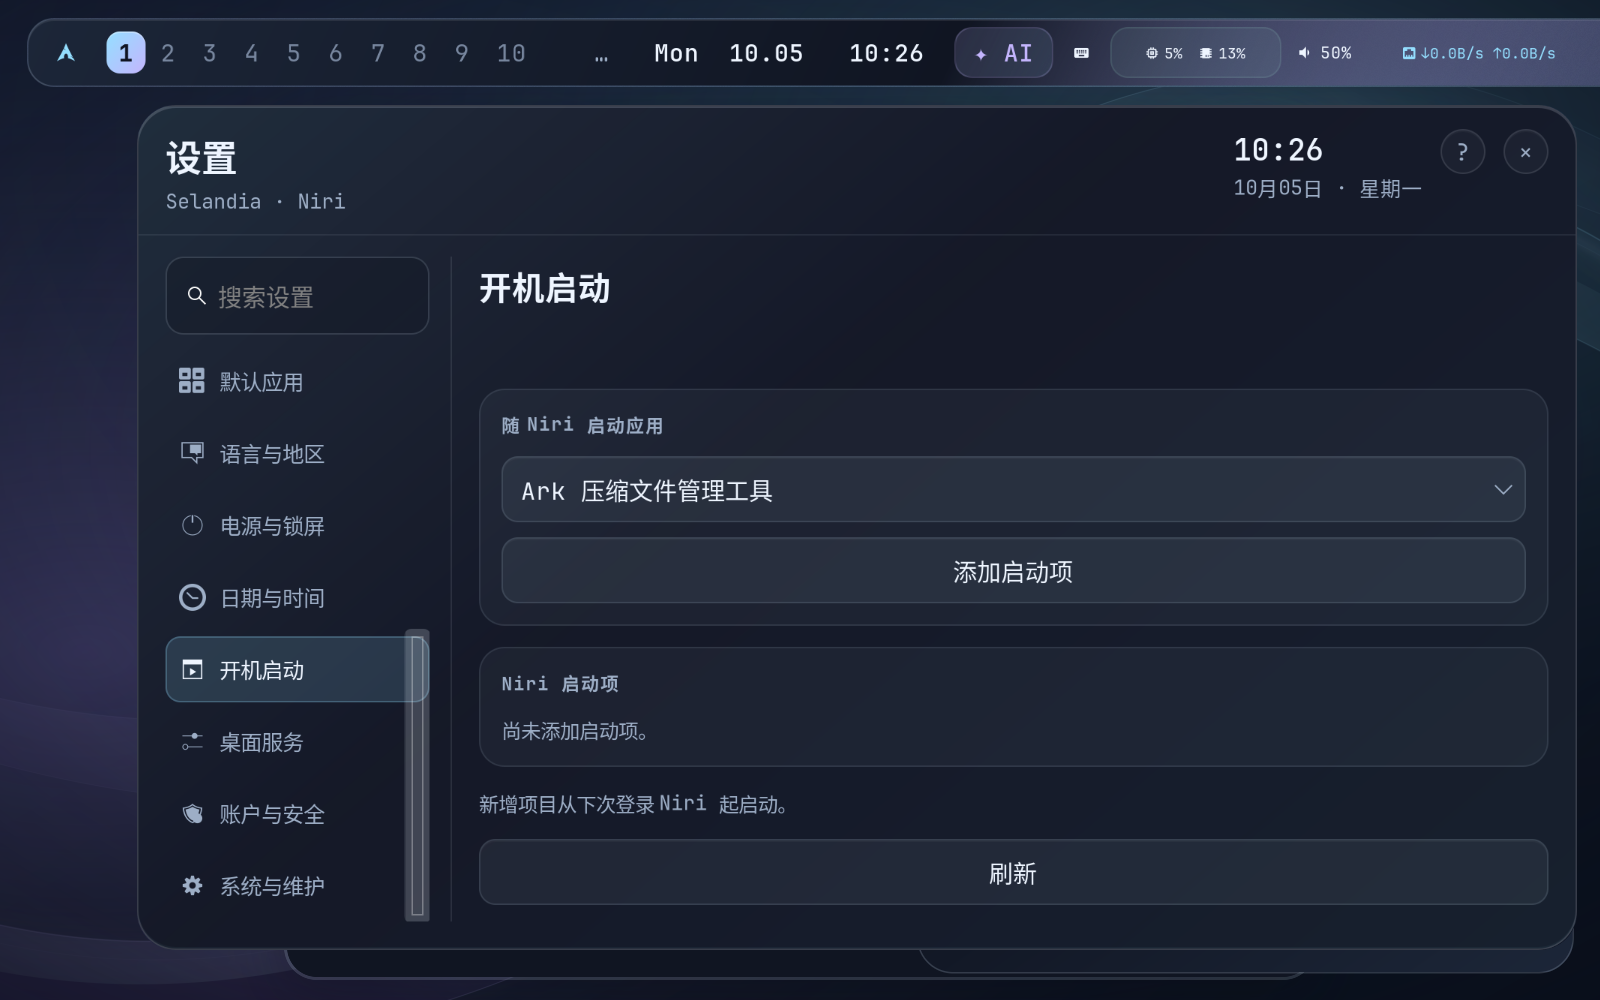 1 2 3 4 5 6 7 8 9 10 … Mon 10.05 10:26 ✦ AI 5% 13% 50% ↓0.0B/s ↑0.0B/s
设置
Selandia · Niri
10:26
10月05日 · 星期一
?
×
搜索设置
默认应用
语言与地区
电源与锁屏
日期与时间
开机启动
桌面服务
账户与安全
系统与维护
开机启动
随 Niri 启动应用
Ark 压缩文件管理工具
添加启动项
Niri 启动项
尚未添加启动项。
新增项目从下次登录 Niri 起启动。
刷新